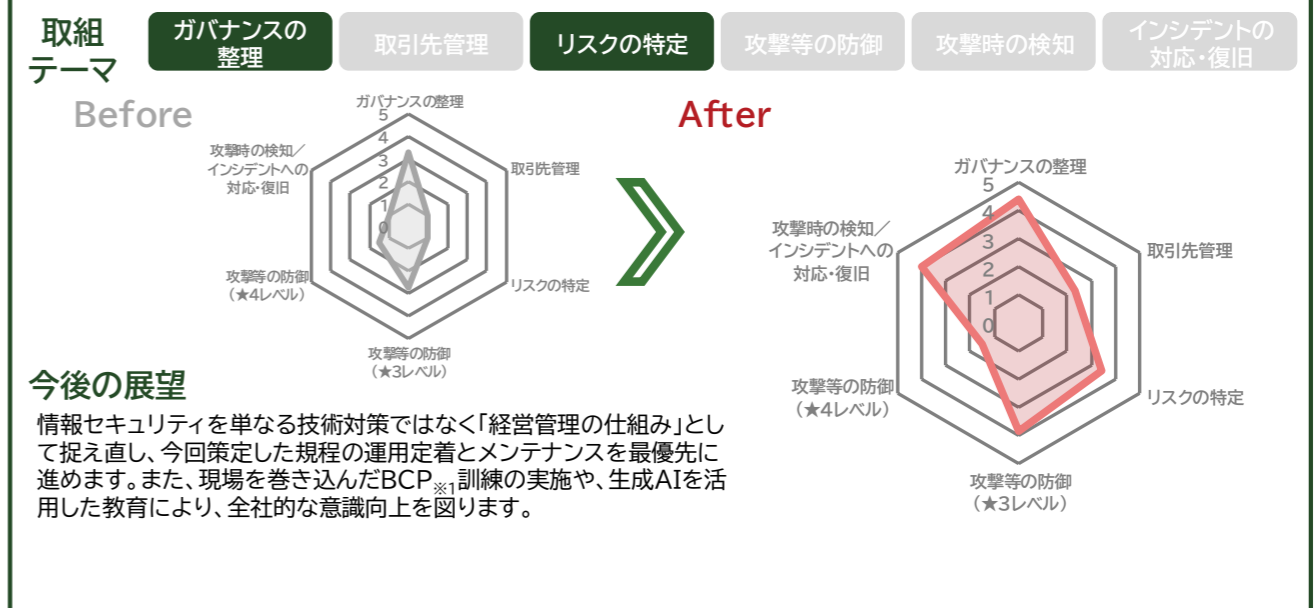 取組
テーマ
ガバナンスの
整理
取引先管理
リスクの特定
攻撃等の防御
攻撃時の検知
インシデントの
対応・復旧
Before
ガバナンスの整理
5
4
3
2
1
0
取引先管理
リスクの特定
攻撃等の防御
(★3レベル)
攻撃等の防御
(★4レベル)
攻撃時の検知/
インシデントへの
対応・復旧
After
ガバナンスの整理
5
4
3
2
1
0
取引先管理
リスクの特定
攻撃等の防御
(★3レベル)
攻撃等の防御
(★4レベル)
攻撃時の検知/
インシデントへの
対応・復旧
今後の展望
情報セキュリティを単なる技術対策ではなく「経営管理の仕組み」とし
て捉え直し、今回策定した規程の運用定着とメンテナンスを最優先に
進めます。また、現場を巻き込んだBCP※1訓練の実施や、生成AIを活
用した教育により、全社的な意識向上を図ります。